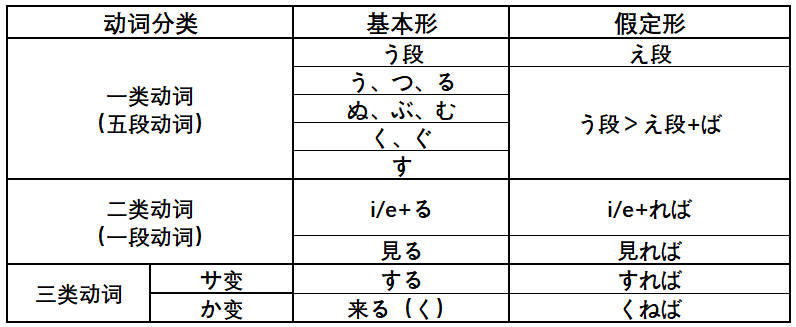 动词分类 基本形 假定形
一类动词
(五段动词)
う段 え段
う、つ、る
ぬ、ぶ、む
く、ぐ
す
う段＞え段+ば
二类动词
(一段动词)
i/e+る i/e+れば
見る 見れば
三类动词
サ变 する すれば
か变 来る（く） くねば